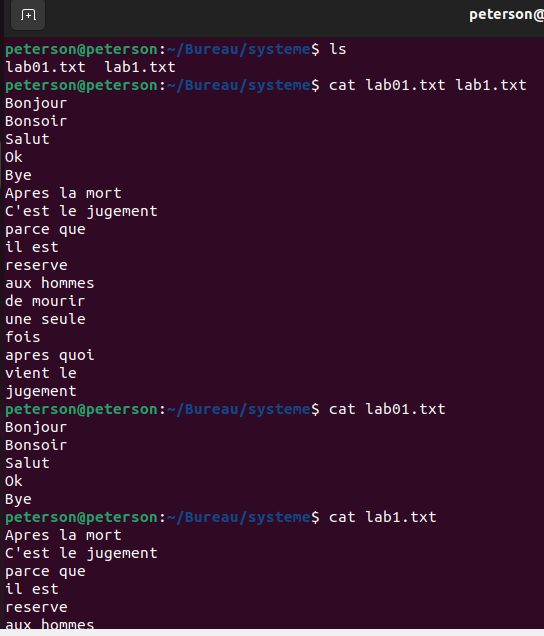 peterson@
peterson@peterson:~/Bureau/systeme$ ls
lab01.txt  lab1.txt
peterson@peterson:~/Bureau/systeme$ cat lab01.txt lab1.txt
Bonjour
Bonsoir
Salut
Ok
Bye
Apres la mort
C'est le jugement
parce que
il est
reserve
aux hommes
de mourir
une seule
fois
apres quoi
vient le
jugement
peterson@peterson:~/Bureau/systeme$ cat lab01.txt
Bonjour
Bonsoir
Salut
Ok
Bye
peterson@peterson:~/Bureau/systeme$ cat lab1.txt
Apres la mort
C'est le jugement
parce que
il est
reserve
aux hommes